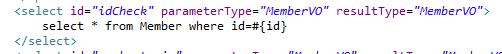 <select id="idCheck" parameterType="MemberVO" resultType="MemberVO">
select * from Member where id=#{id}
</select>